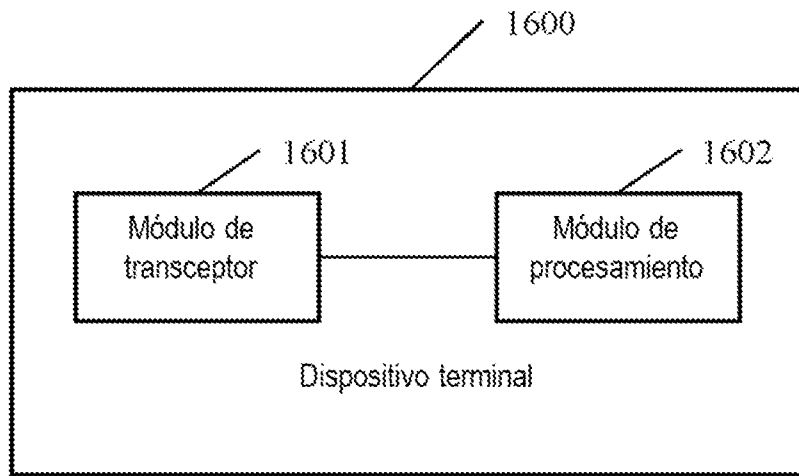 1600
1601
1602
Módulo de
transceptor
Módulo de
procesamiento
Dispositivo terminal